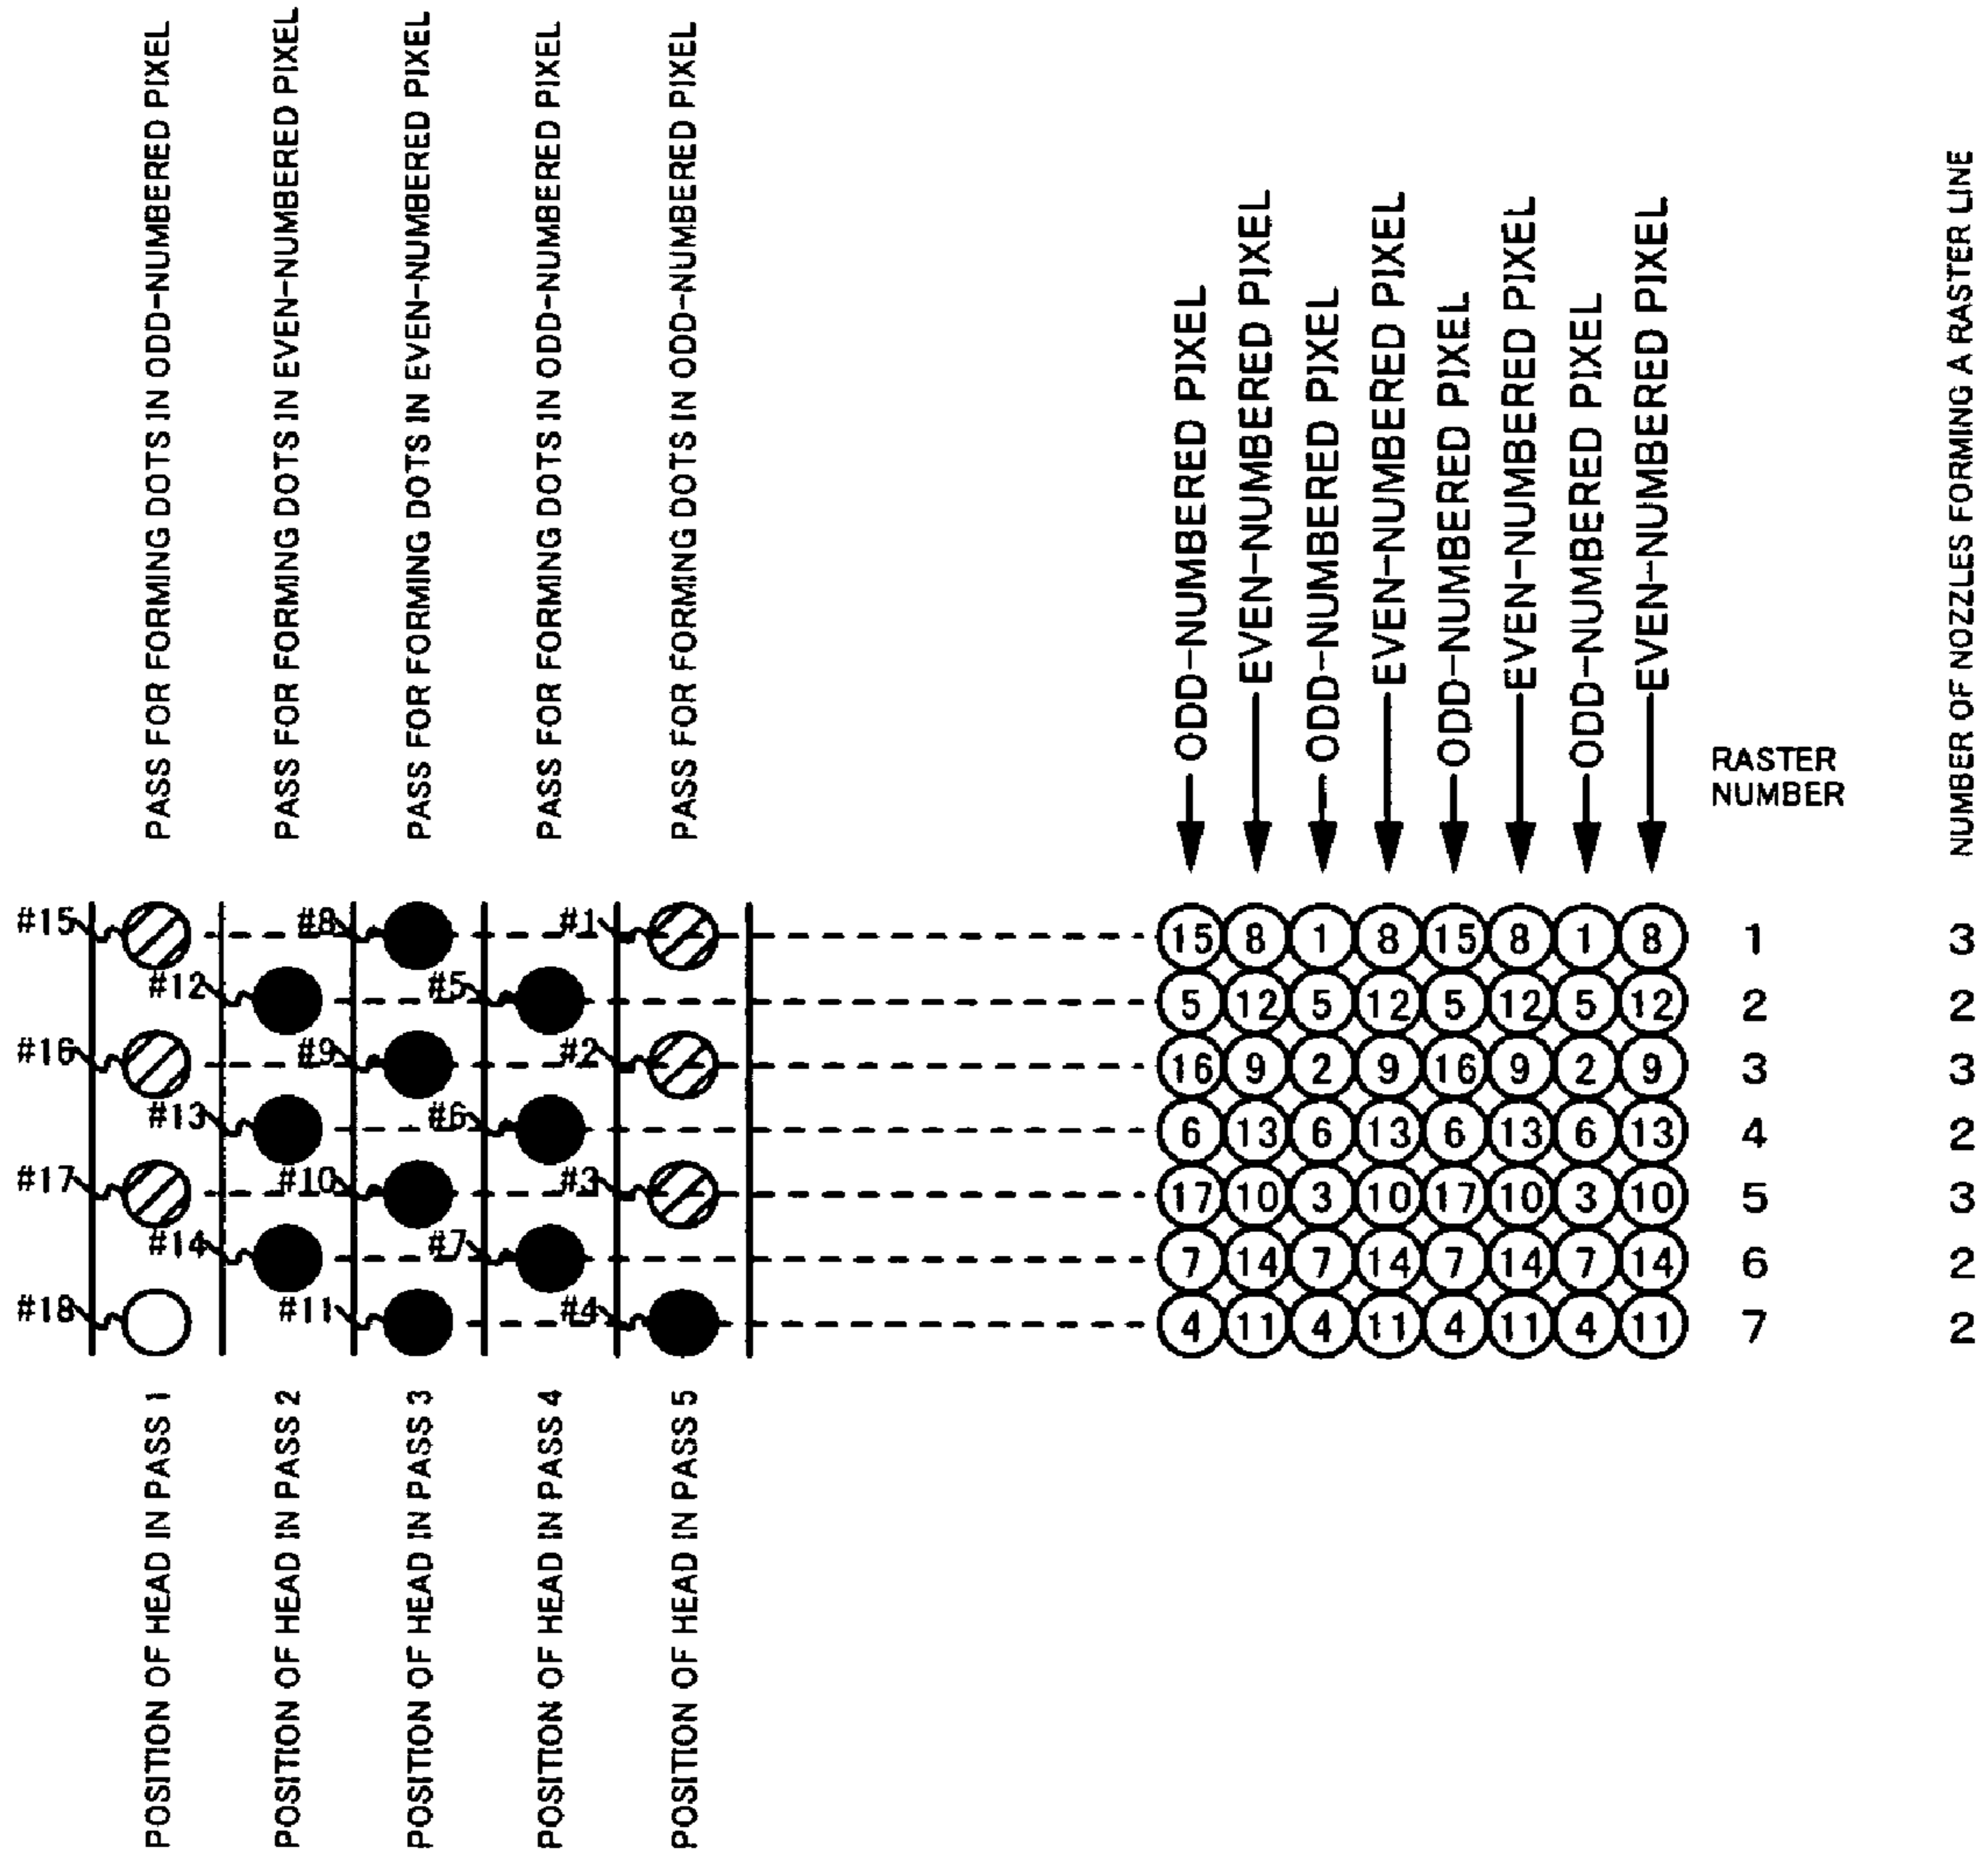 PASS FOR FORMING DOTS IN ODD-NUMBERED PIXEL
PASS FOR FORMING DOTS IN EVEN-NUMBERED PIXEL
PASS FOR FORMING DOTS IN EVEN-NUMBERED PIXEL
PASS FOR FORMING DOTS IN ODD-NUMBERED PIXEL
PASS FOR FORMING DOTS IN ODD-NUMBERED PIXEL
ODD-NUMBERED PIXEL
EVEN-NUMBERED PIXEL
ODD-NUMBERED PIXEL
EVEN-NUMBERED PIXEL
ODD-NUMBERED PIXEL
EVEN-NUMBERED PIXEL
ODD-NUMBERED PIXEL
EVEN-NUMBERED PIXEL
RASTER
NUMBER
NUMBER OF NOZZLES FORMING A RASTER LINE
#15 #8 #1 15 8 1 8 15 8 1 8 1 3
#12 #5 5 12 5 12 5 12 5 12 2 2
#16 #9 #2 16 9 2 9 16 9 2 9 3 3
#13 #6 6 13 6 13 6 13 6 13 4 2
#17 #10 #3 17 10 3 10 17 10 3 10 5 3
#14 #7 7 14 7 14 7 14 7 14 6 2
#18 #11 #4 4 11 4 11 4 11 4 11 7 2
POSITION OF HEAD IN PASS 1
POSITION OF HEAD IN PASS 2
POSITION OF HEAD IN PASS 3
POSITION OF HEAD IN PASS 4
POSITION OF HEAD IN PASS 5